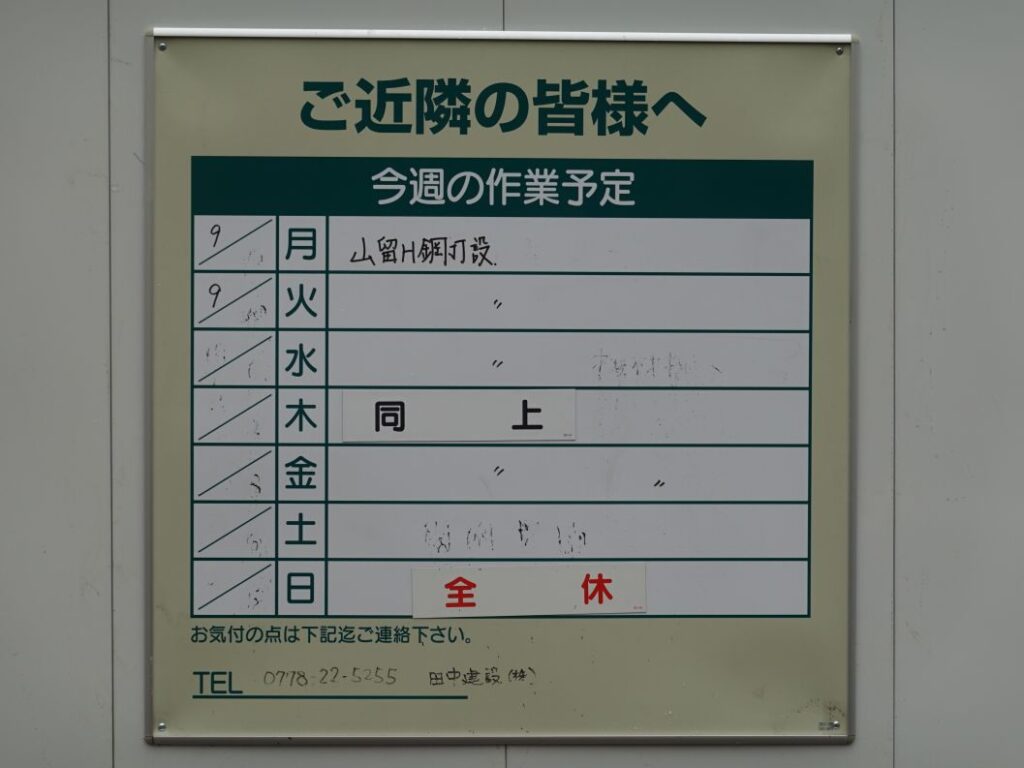 ご近隣の皆様へ
今週の作業予定
9/ 月 山留H鋼打設.
9/ 火 〃
/ 水 〃
/ 木 同 上
/ 金 〃 〃
/ 土
/ 日 全 休
お気付の点は下記迄ご連絡下さい。
TEL 0778-22-5255 田中建設(株)